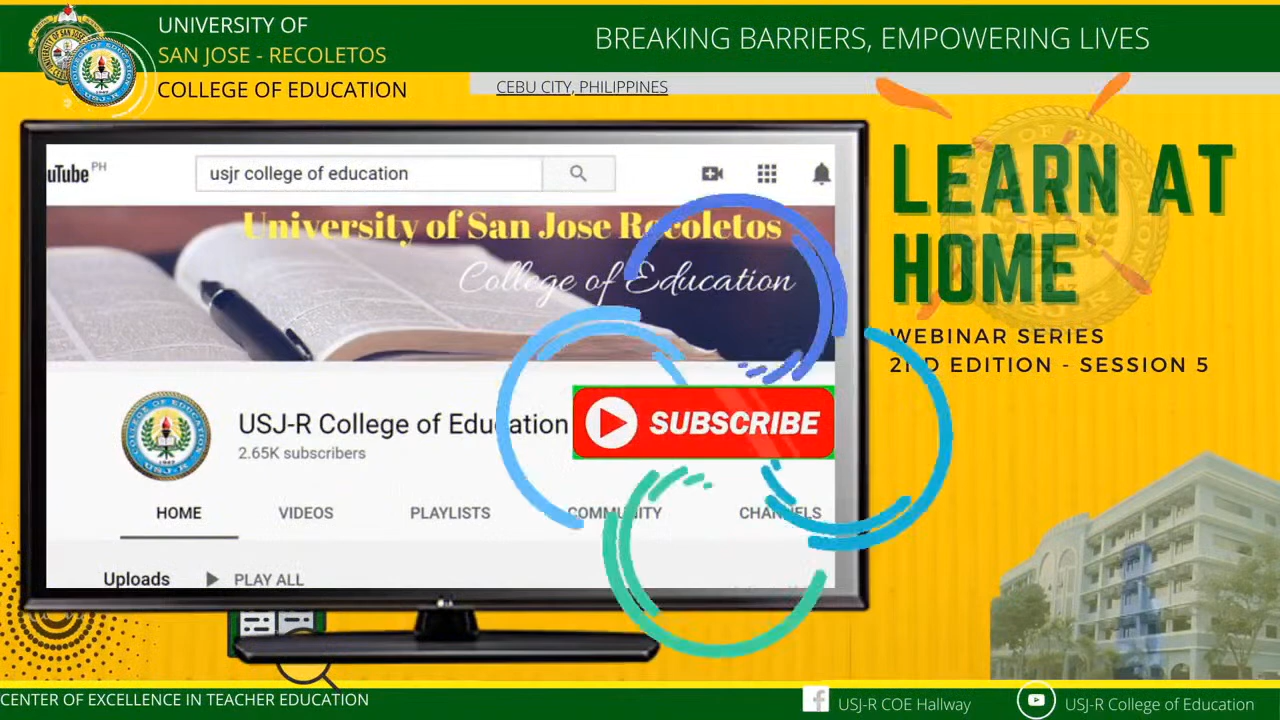 UNIVERSITY OF
SAN JOSE - RECOLETOS
COLLEGE OF EDUCATION
BREAKING BARRIERS, EMPOWERING LIVES
CEBU CITY, PHILIPPINES
uTube PH
usjr college of education
University of San Jose Recoletos
College of Education
USJ-R College of Education
2.65K subscribers
SUBSCRIBE
HOME VIDEOS PLAYLISTS COMMUNITY CHANNELS
Uploads PLAY ALL
LEARN AT
HOME
WEBINAR SERIES
2ND EDITION - SESSION 5
CENTER OF EXCELLENCE IN TEACHER EDUCATION
USJ-R COE Hallway
USJ-R College of Education